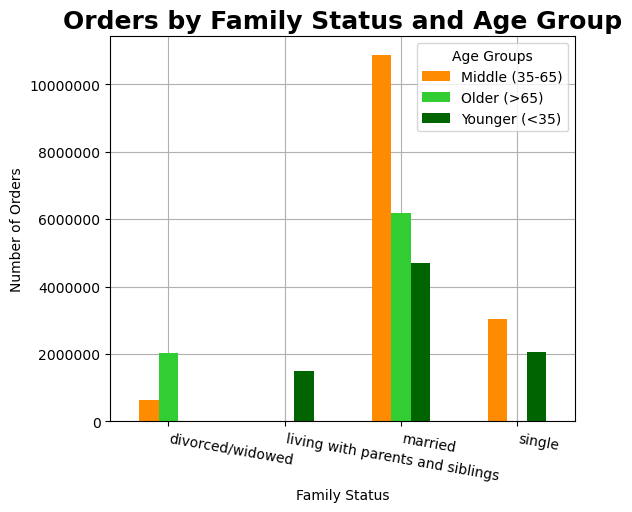 Orders by Family Status and Age Group
Age Groups
Middle (35-65)
Older (>65)
Younger (<35)
Number of Orders
10000000
8000000
6000000
4000000
2000000
0
divorced/widowed
living with parents and siblings
married
single
Family Status